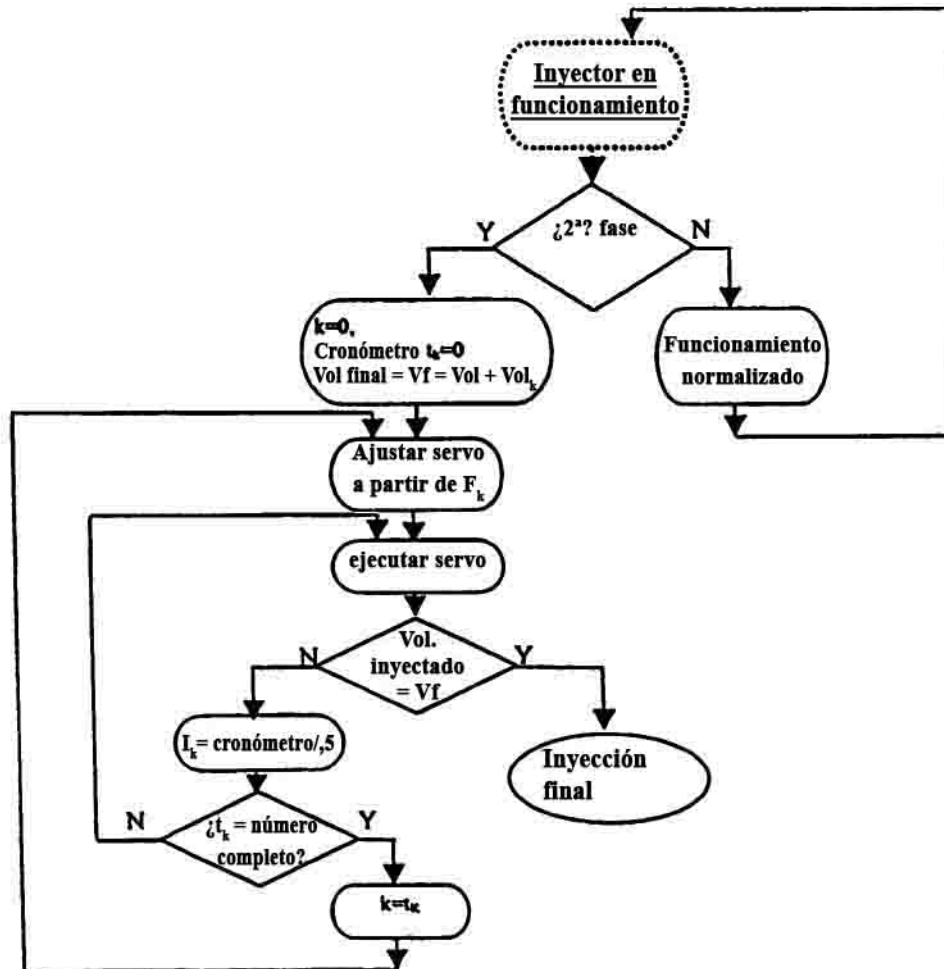 Inyector en
funcionamiento
¿2ª? fase
Y
N
k=0,
Cronómetro tk=0
Vol final = Vf = Vol + Volk
Funcionamiento
normalizado
Ajustar servo
a partir de Fk
ejecutar servo
Vol.
inyectado
= Vf
N
Y
Ik= cronómetro/,5
Inyección
final
¿tk = número
completo?
N
Y
k=tk